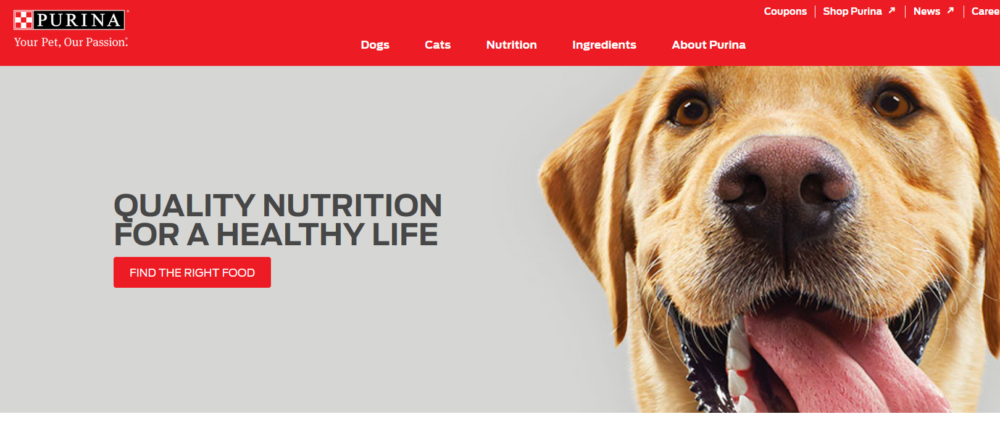 PURINA
Your Pet, Our Passion.®
Coupons
Shop Purina
News
Caree
Dogs
Cats
Nutrition
Ingredients
About Purina
QUALITY NUTRITION
FOR A HEALTHY LIFE
FIND THE RIGHT FOOD